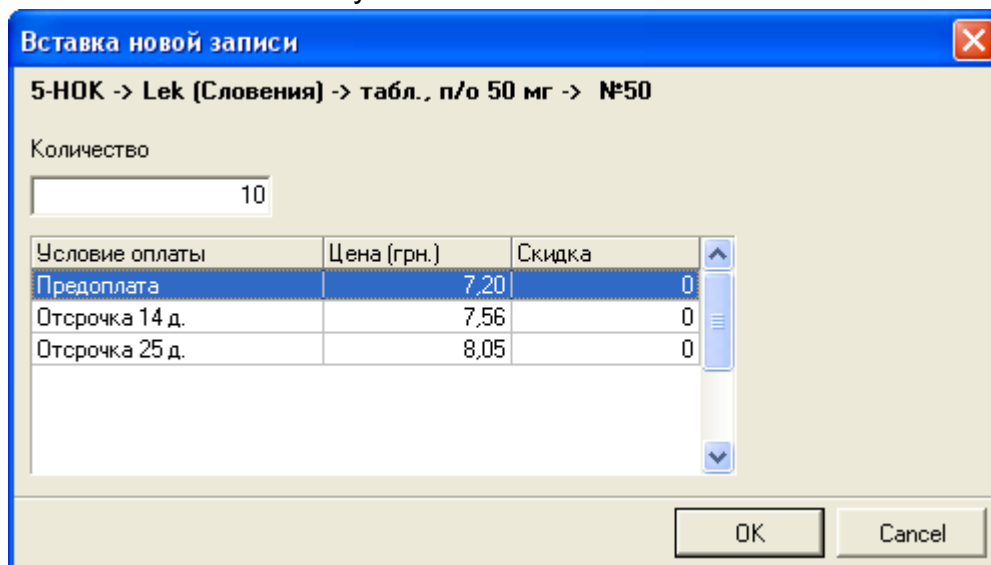 Вставка новой записи
5-НОК -> Lek (Словения) -> табл., п/о 50 мг -> №50
Количество
10
Условие оплаты Цена (грн.) Скидка
Предоплата 7,20 0
Отсрочка 14 д. 7,56 0
Отсрочка 25 д. 8,05 0
OK Cancel